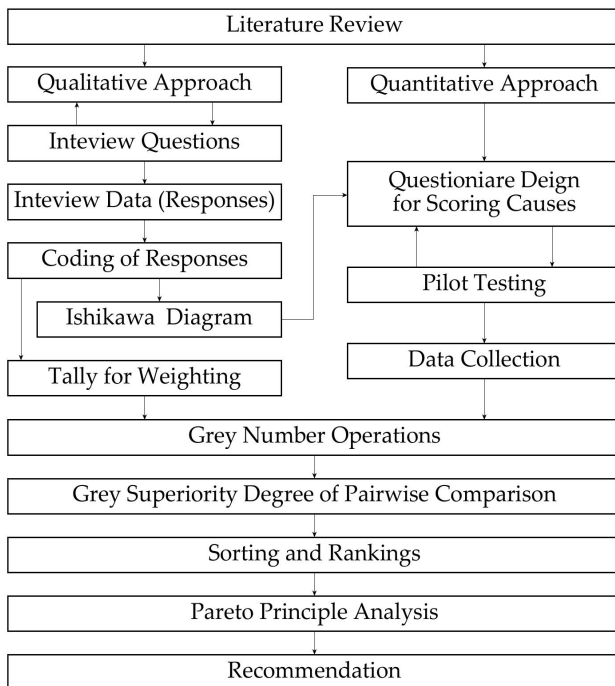 Literature Review
Qualitative Approach
Quantitative Approach
Inteview Questions
Inteview Data (Responses)
Questioniare Deign
for Scoring Causes
Coding of Responses
Ishikawa Diagram
Pilot Testing
Tally for Weighting
Data Collection
Grey Number Operations
Grey Superiority Degree of Pairwise Comparison
Sorting and Rankings
Pareto Principle Analysis
Recommendation